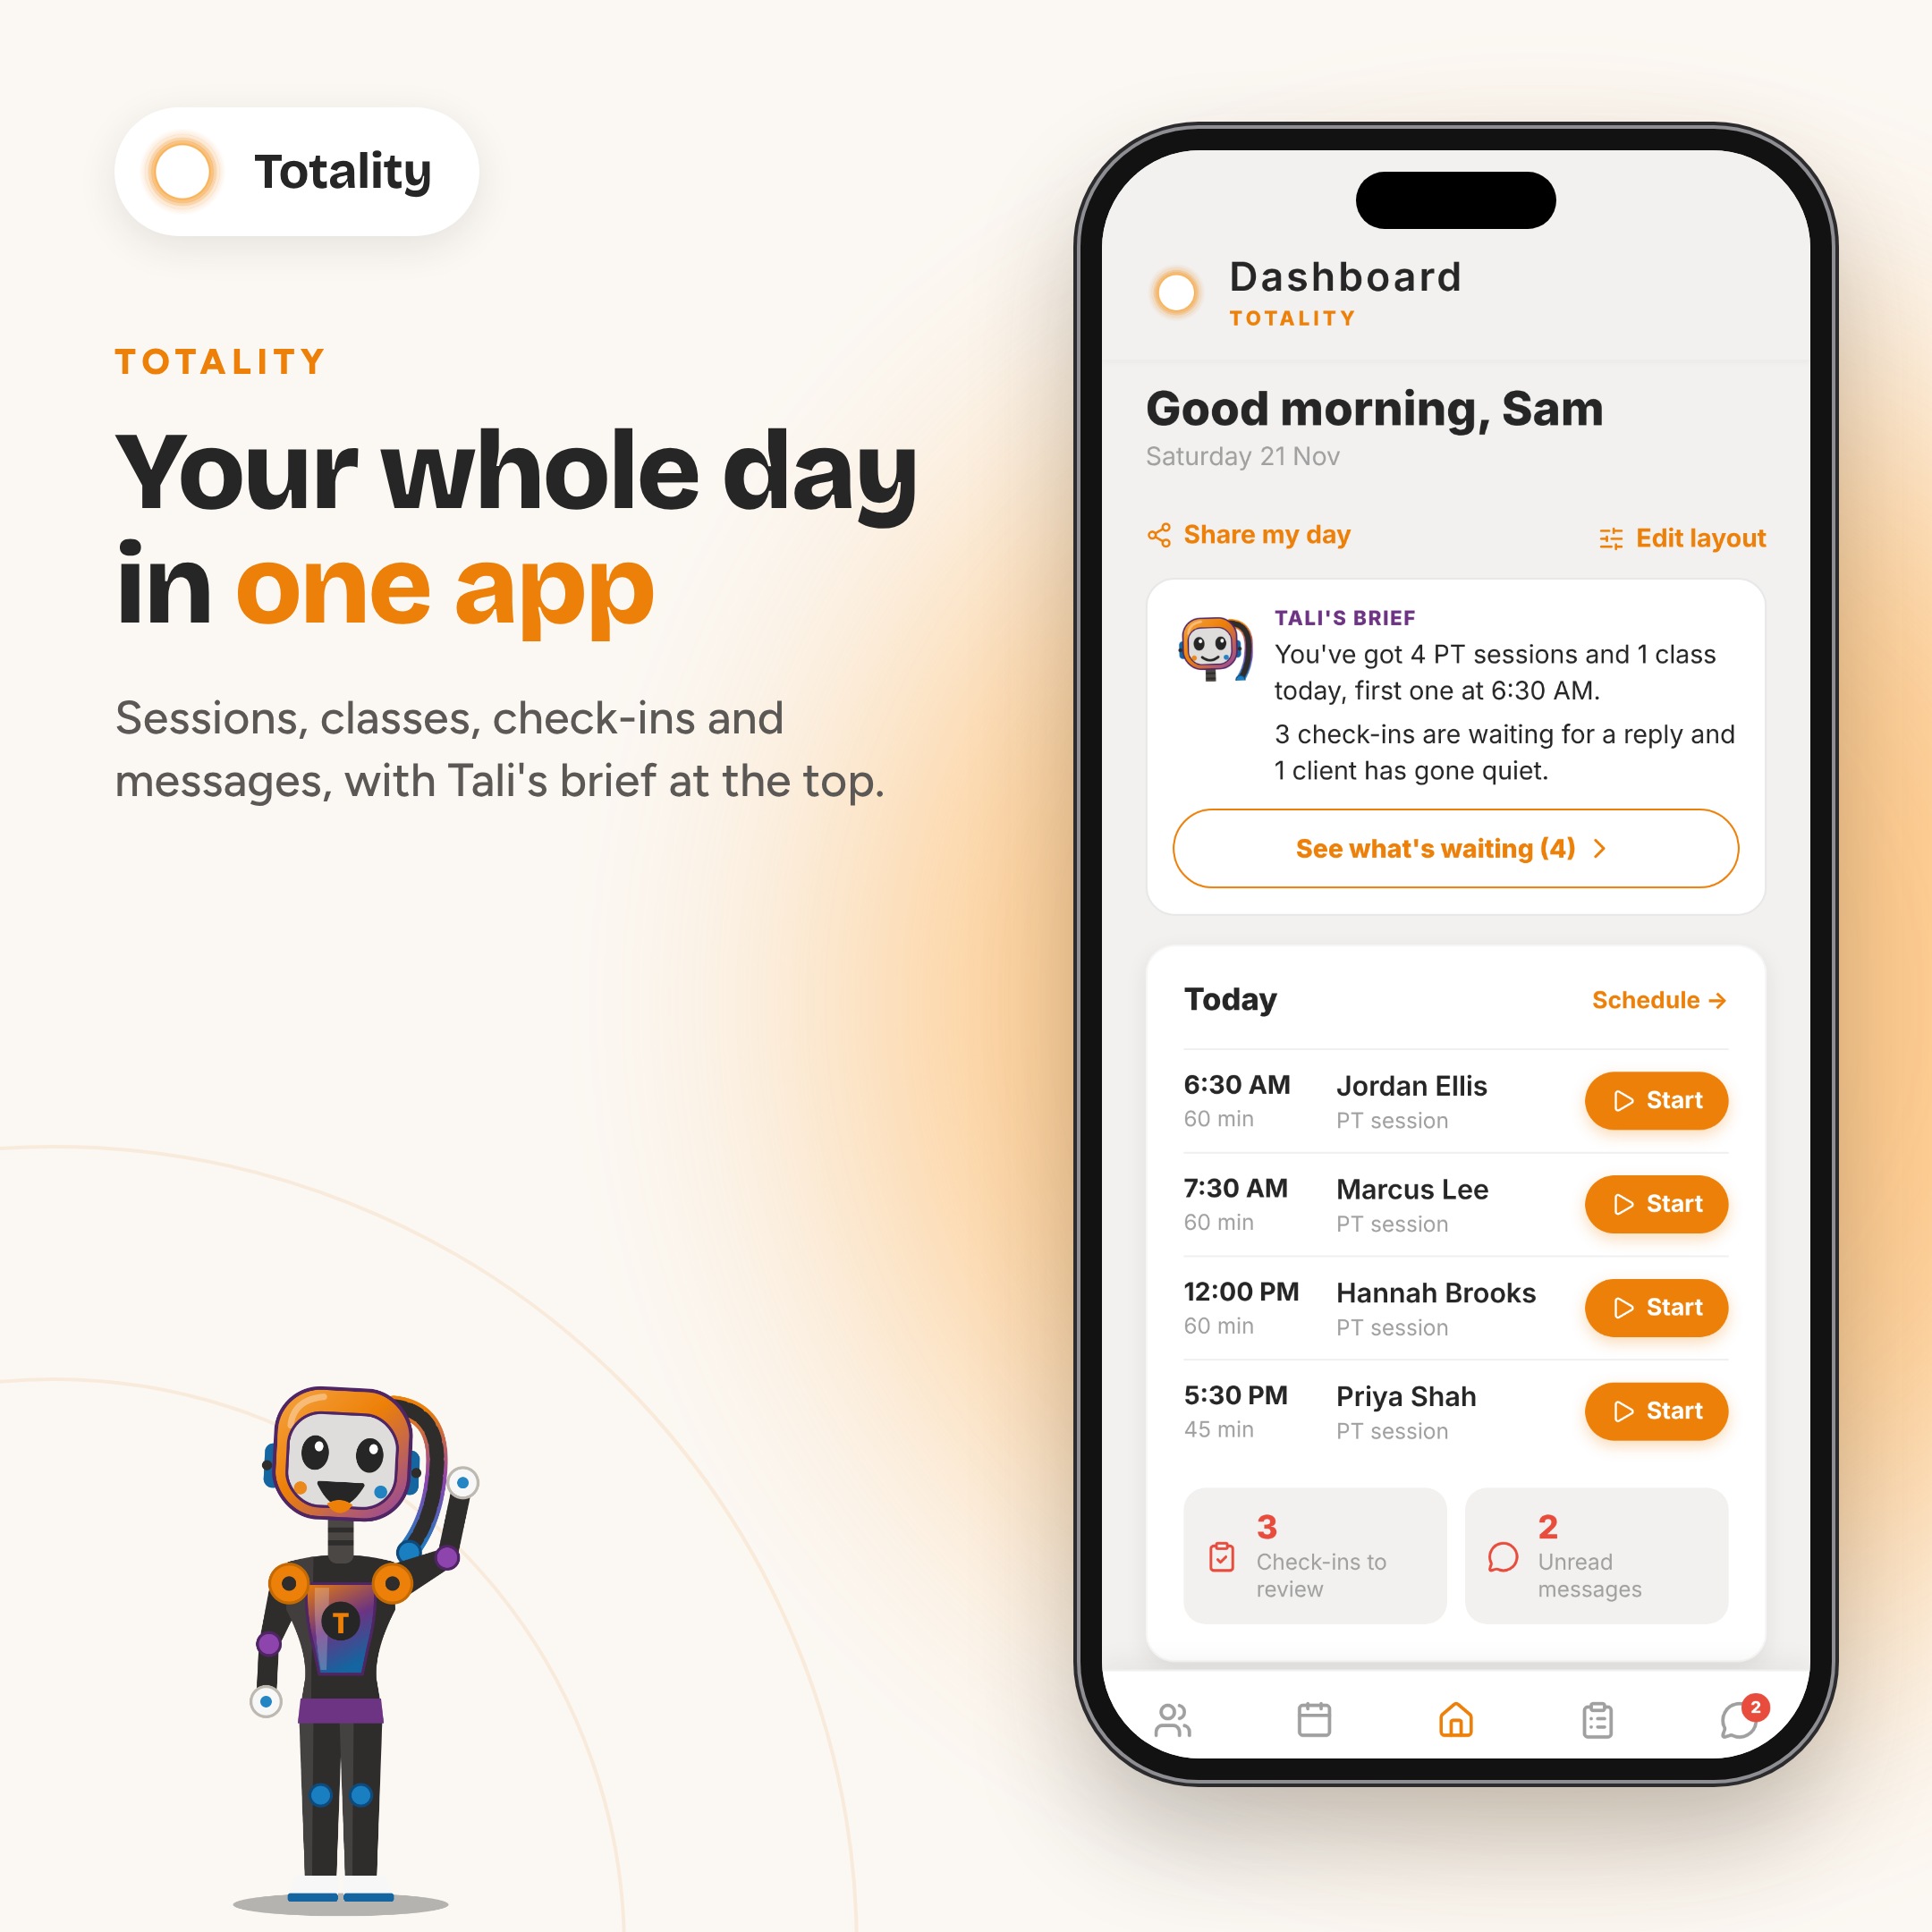 Totality
TOTALITY
Your whole day
in one app
Sessions, classes, check-ins and
messages, with Tali's brief at the top.
T
Dashboard
TOTALITY
Good morning, Sam
Saturday 21 Nov
Share my day
Edit layout
TALI'S BRIEF
You've got 4 PT sessions and 1 class
today, first one at 6:30 AM.
3 check-ins are waiting for a reply and
1 client has gone quiet.
See what's waiting (4)
Today
Schedule →
6:30 AM
60 min
Jordan Ellis
PT session
Start
7:30 AM
60 min
Marcus Lee
PT session
Start
12:00 PM
60 min
Hannah Brooks
PT session
Start
5:30 PM
45 min
Priya Shah
PT session
Start
3
Check-ins to
review
2
Unread
messages
2